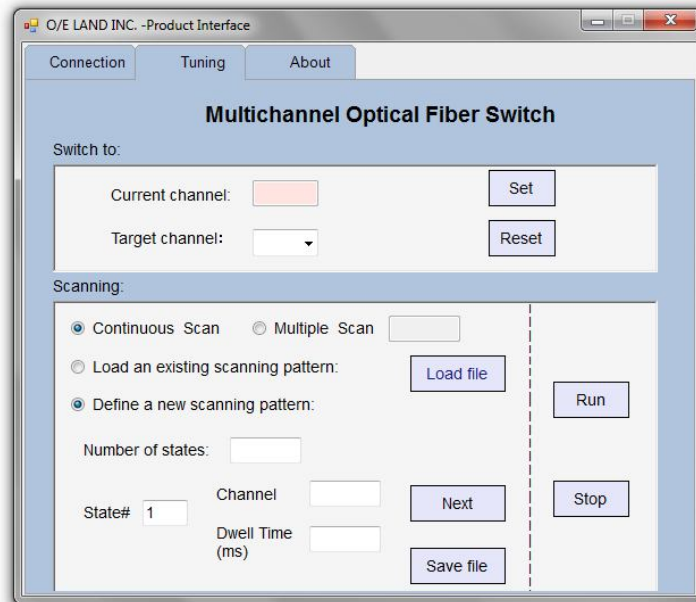 O/E LAND INC. -Product Interface
Connection Tuning About
Multichannel Optical Fiber Switch
Switch to:
Current channel: Set
Target channel: Reset
Scanning:
Continuous Scan Multiple Scan
Load an existing scanning pattern: Load file
Define a new scanning pattern: Run
Number of states:
State# 1 Channel Next Stop
Dwell Time
(ms)
Save file